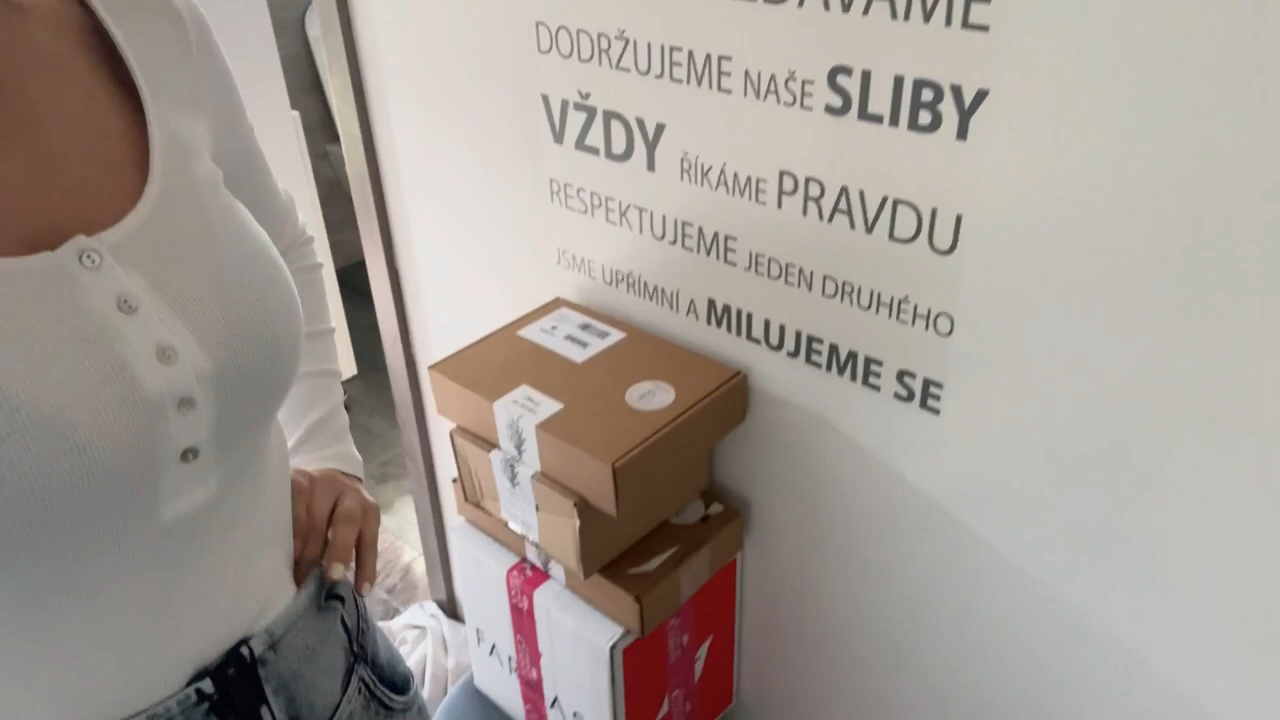 DODRŽUJEME NAŠE SLIBY
VŽDY ŘÍKÁME PRAVDU
RESPEKTUJEME JEDEN DRUHÉHO
JSME UPŘÍMNÍ A MILUJEME SE